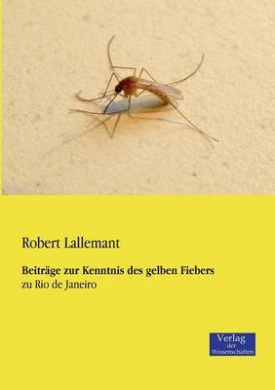 Robert Lallemant
Beiträge zur Kenntnis des gelben Fiebers
zu Rio de Janeiro
Verlag
der
Wissenschaften